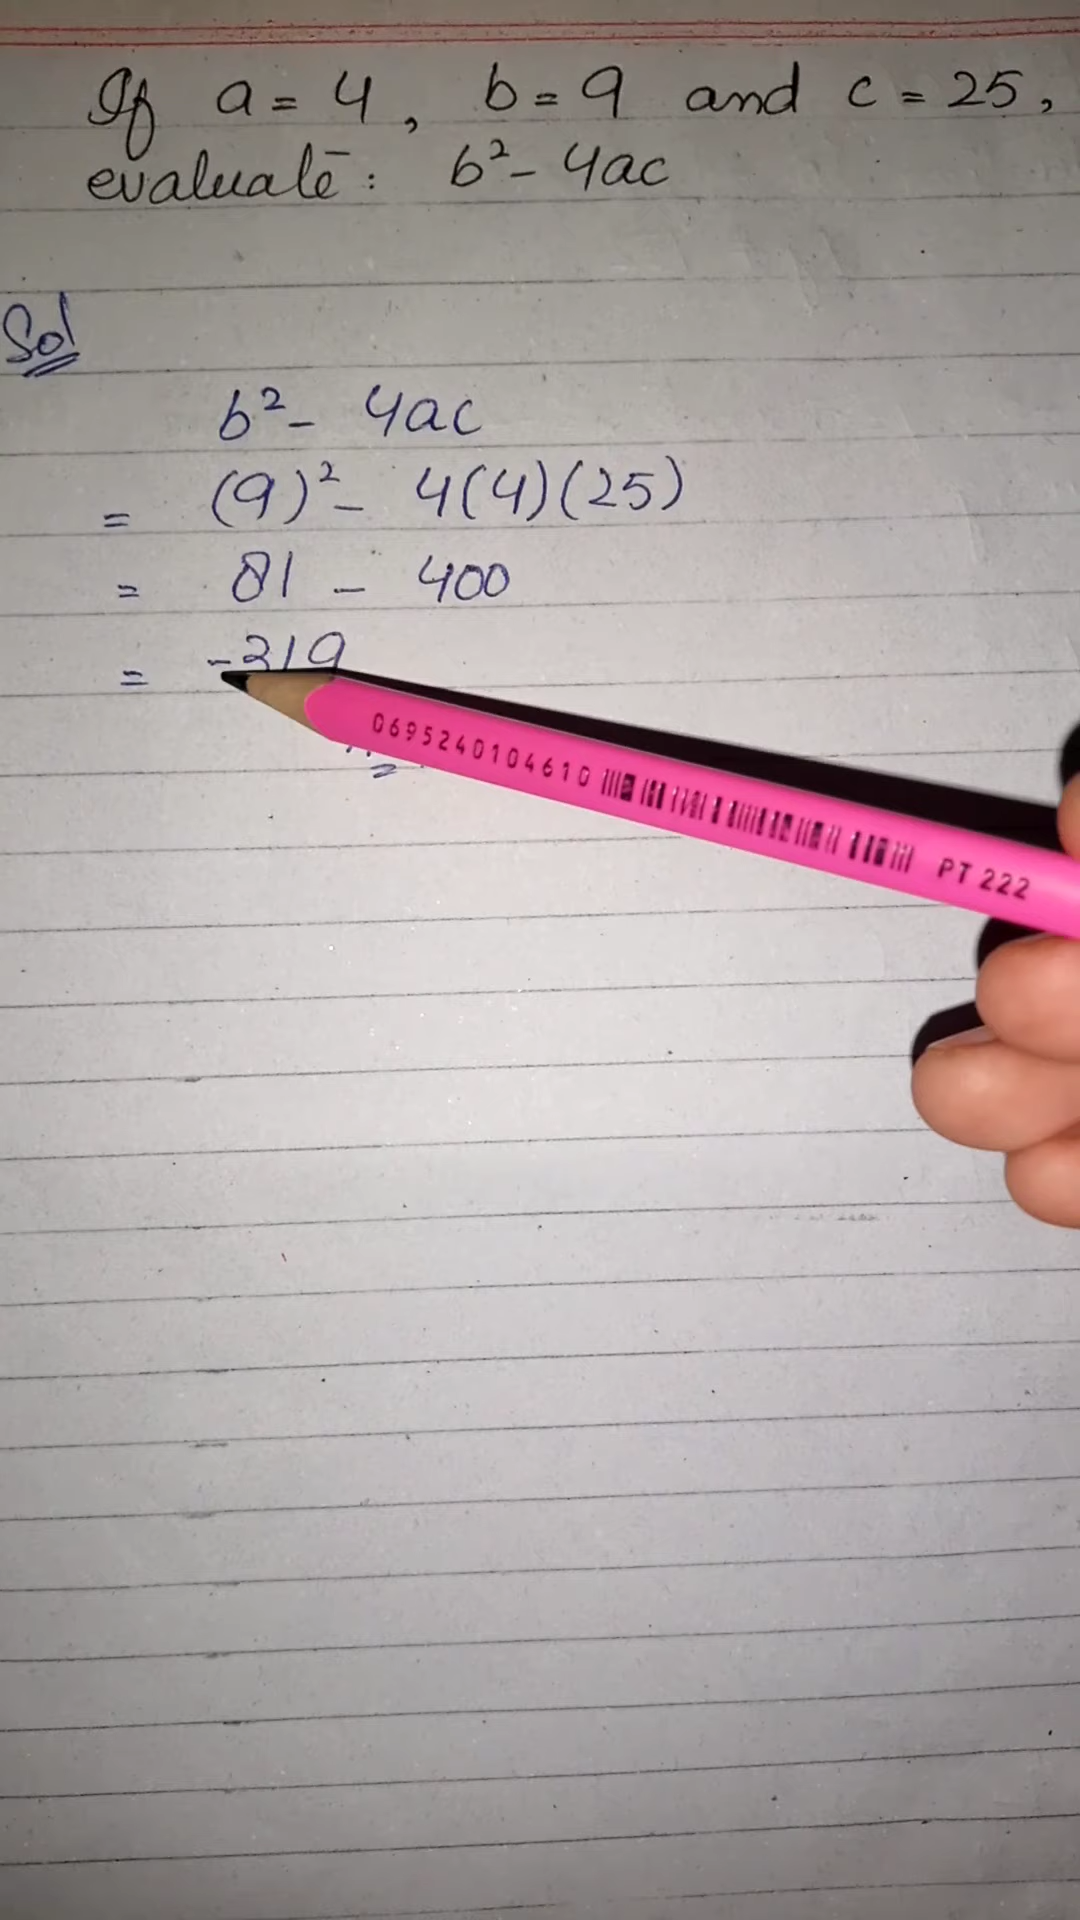 If a = 4, b = 9 and c = 25,
evaluate: b² - 4ac
Sol
b² - 4ac
= (9)² - 4(4)(25)
= 81 - 400
= -319
0695240104610 PT 222